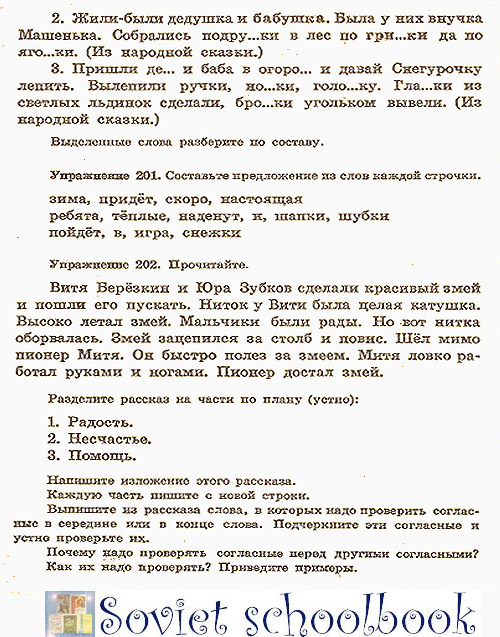 2. Жили-были дедушка и бабушка. Была у них внучка
Машенька. Собрались подру...ки в лес по гри...ки да по
яго...ки. (Из народной сказки.)
3. Пришли де... и баба в огоро... и давай Снегурочку
лепить. Вылепили ручки, но...ки, голо...ку. Гла...ки из
светлых льдинок сделали, бро...ки угольком вывели. (Из
народной сказки.)
Выделенные слова разберите по составу.
Упражнение 201. Составьте предложение из слов каждой строчки.
зима, придёт, скоро, настоящая
ребята, тёплые, наденут, и, шапки, шубки
пойдёт, в, игра, снежки
Упражнение 202. Прочитайте.
Витя Берёзкин и Юра Зубков сделали красивый змей
и пошли его пускать. Ниток у Вити была целая катушка.
Высоко летал змей. Мальчики были рады. Но вот нитка
оборвалась. Змей зацепился за столб и повис. Шёл мимо
пионер Митя. Он быстро полез за змеем. Митя ловко ра-
ботал руками и ногами. Пионер достал змей.
Разделите рассказ на части по плану (устно):
1. Радость.
2. Несчастье.
3. Помощь.
Напишите изложение этого рассказа.
Каждую часть пишите с новой строки.
Выпишите из рассказа слова, в которых надо проверить соглас-
ные в середине или в конце слова. Подчеркните эти согласные и
устно проверьте их.
Почему надо проверять согласные перед другими согласными?
Как их надо проверять? Приведите примеры.
Soviet schoolbook